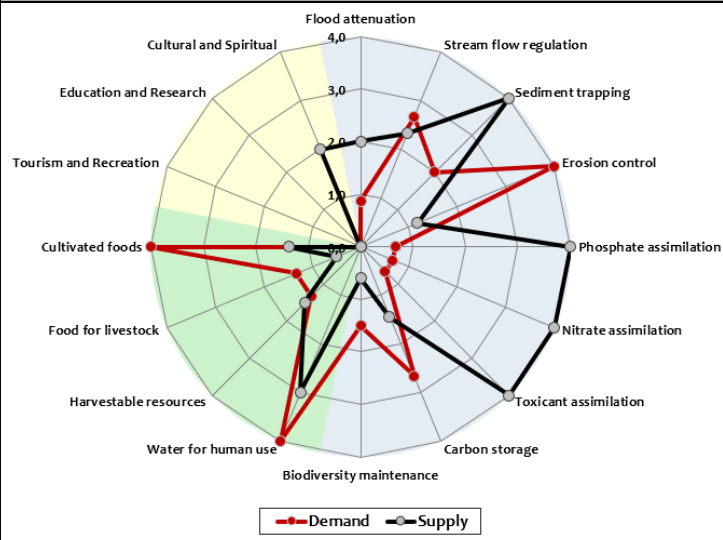 Flood attenuation
Cultural and Spiritual
Stream flow regulation
4,0
Education and Research
Sediment trapping
3,0
2,0
Tourism and Recreation
Erosion control
1,0
Cultivated foods
0,0
Phosphate assimilation
Food for livestock
Nitrate assimilation
Harvestable resources
Toxicant assimilation
Water for human use
Carbon storage
Biodiversity maintenance
Demand Supply